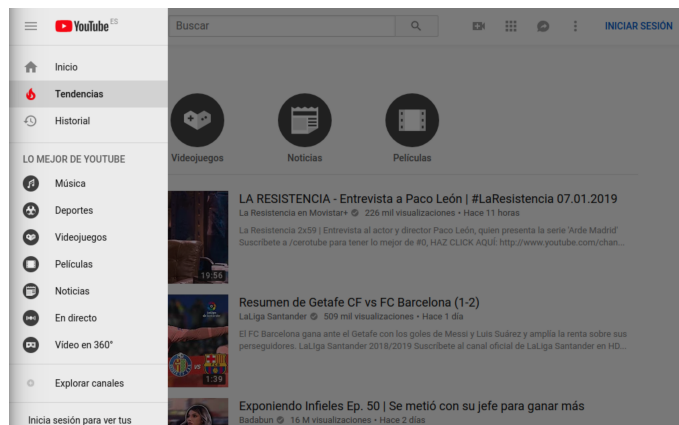 YouTube ES
Buscar
INICIAR SESIÓN
Inicio
Tendencias
Historial
LO MEJOR DE YOUTUBE
Música
Deportes
Videojuegos
Películas
Noticias
En directo
Vídeo en 360°
Explorar canales
Inicia sesión para ver tus
Videojuegos
Noticias
Películas
LA RESISTENCIA - Entrevista a Paco León | #LaResistencia 07.01.2019
La Resistencia en Movistar+ 226 mil visualizaciones • Hace 11 horas
La Resistencia 2x59 | Entrevista al actor y director Paco León, quien presenta la serie 'Arde Madrid'
Suscríbete a /cerotube para tener lo mejor de #0, HAZ CLICK AQUÍ: http://www.youtube.com/chan...
19:56
Resumen de Getafe CF vs FC Barcelona (1-2)
LaLiga Santander 509 mil visualizaciones • Hace 1 día
El FC Barcelona gana ante el Getafe con los goles de Messi y Luis Suárez y amplía la renta sobre sus
perseguidores. LaLiga Santander 2018/2019 Suscríbete al canal oficial de LaLiga Santander en HD...
VS
1:39
Exponiendo Infieles Ep. 50 | Se metió con su jefe para ganar más
Badabun 16 M visualizaciones • Hace 2 días